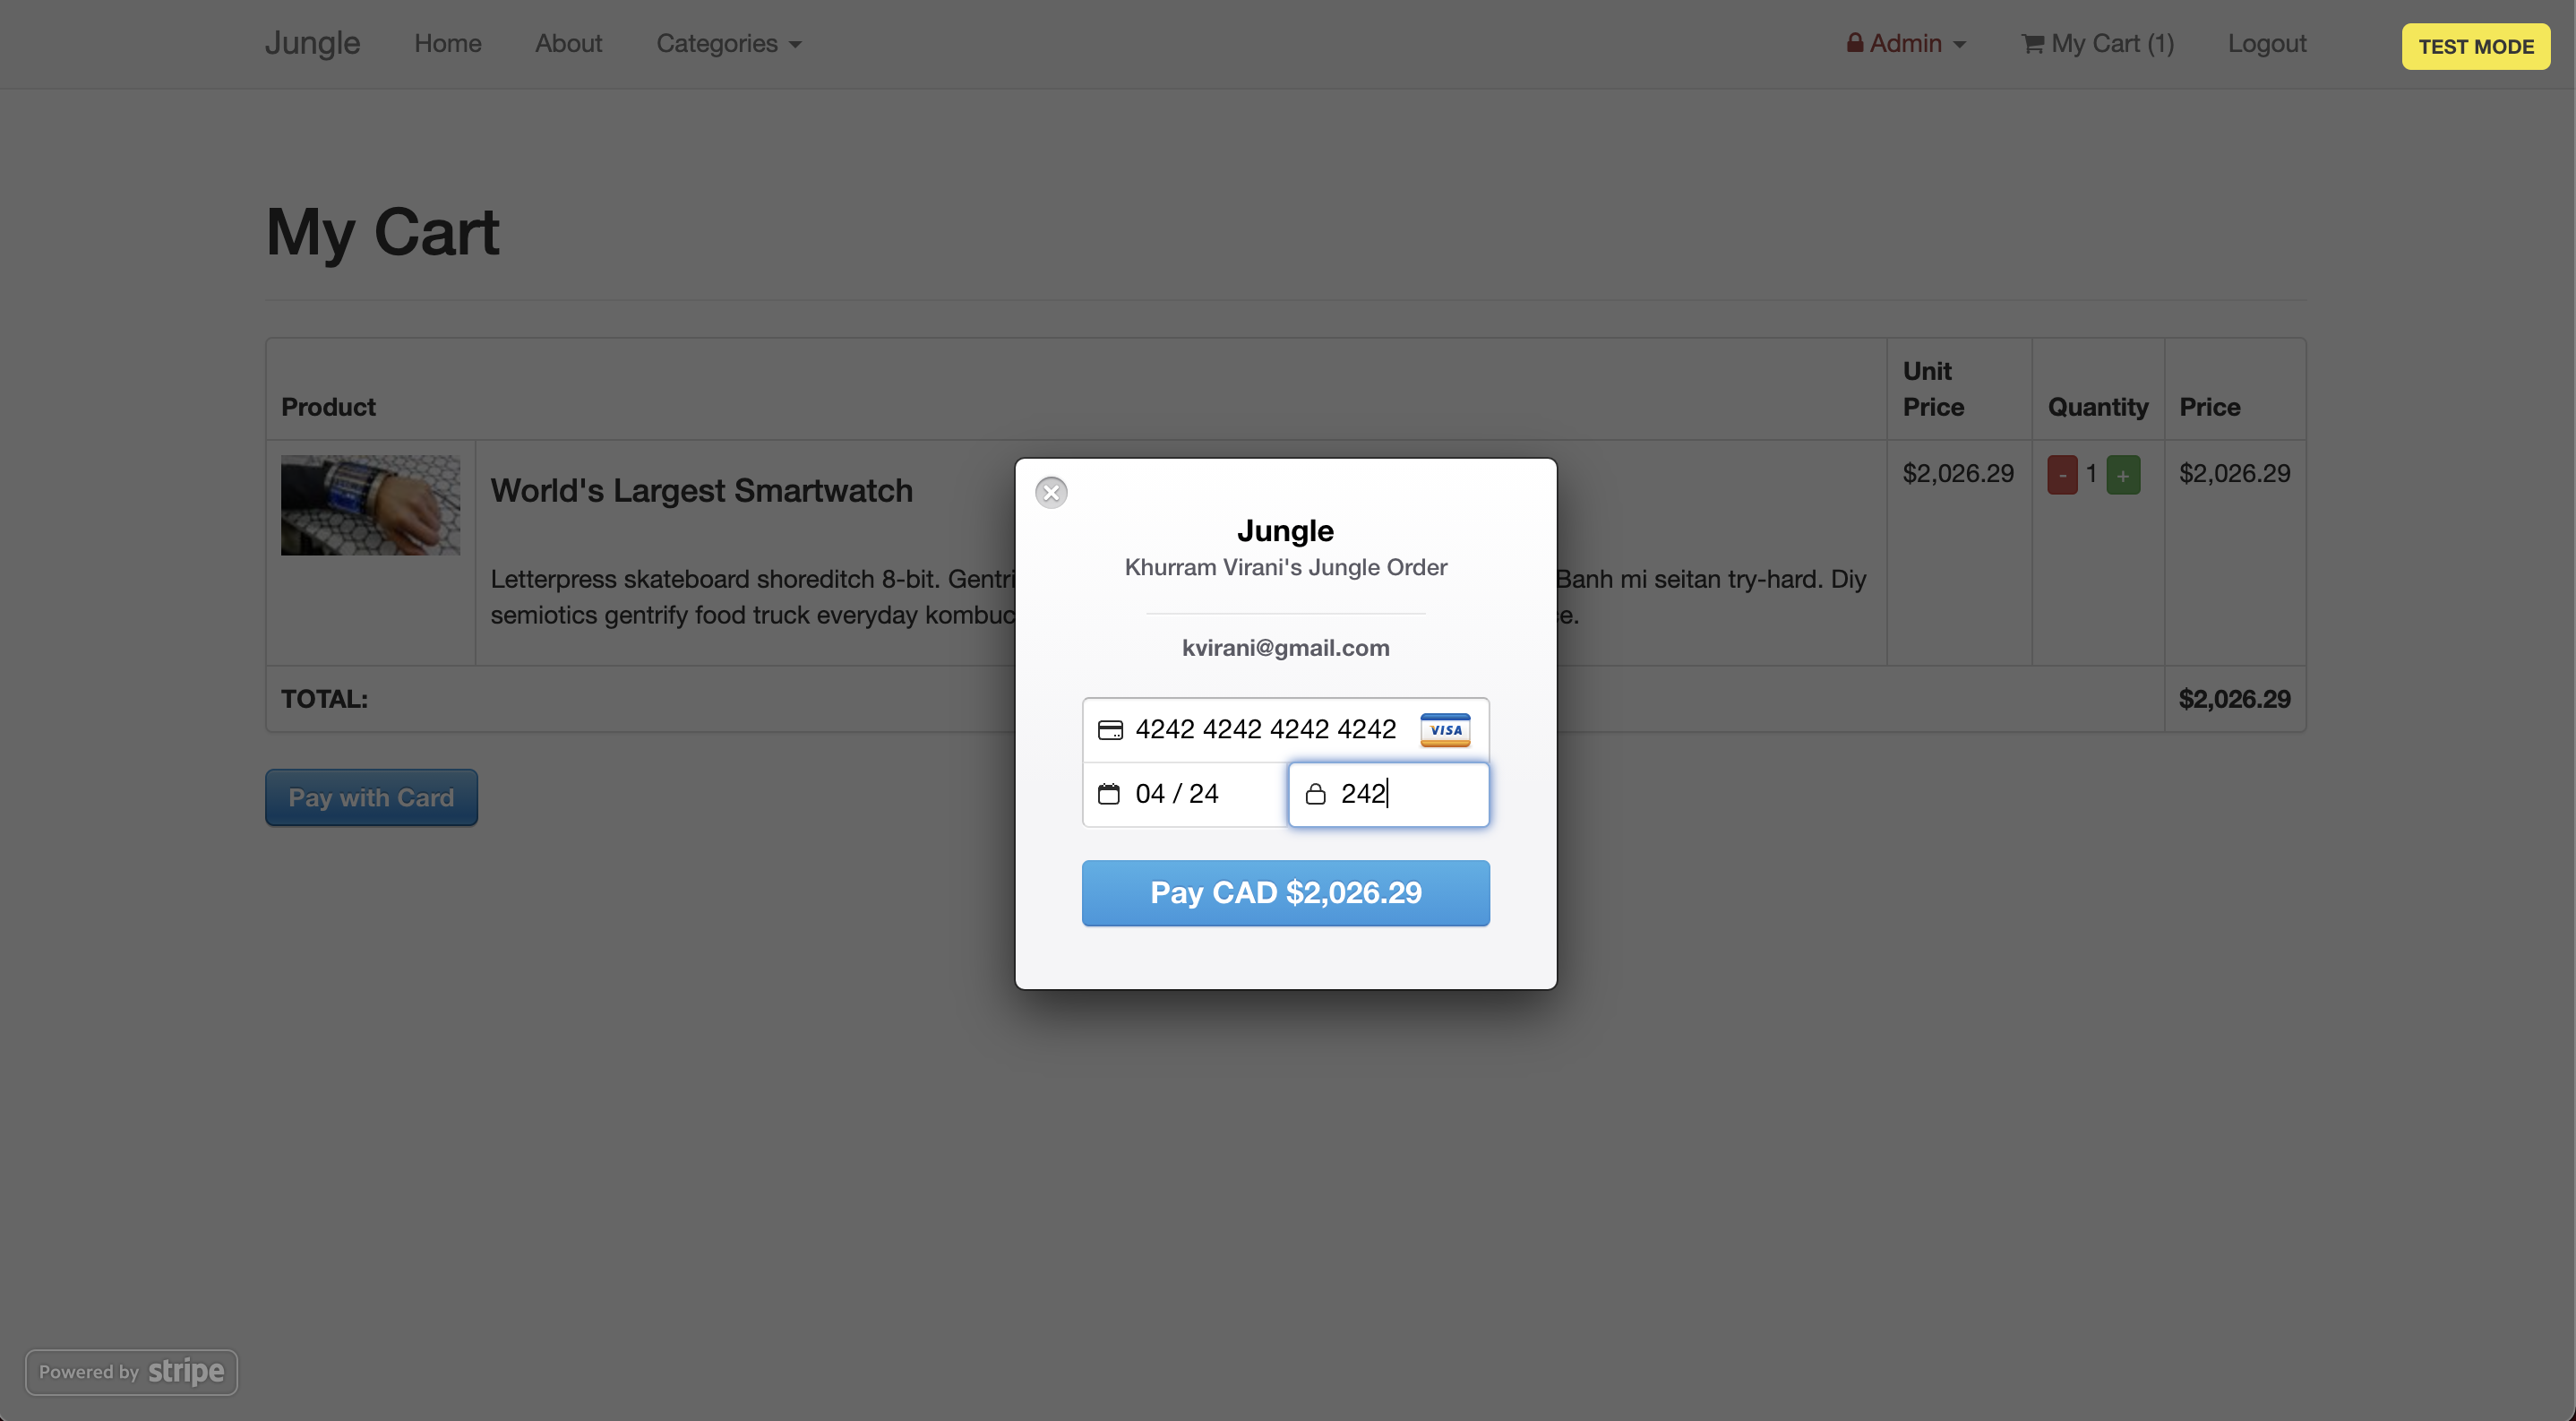 Jungle Home About Categories Admin My Cart (1) Logout TEST MODE
My Cart
Product Unit Price Quantity Price
World's Largest Smartwatch $2,026.29 - 1 + $2,026.29
Letterpress skateboard shoreditch 8-bit. Gentri Banh mi seitan try-hard. Diy
semiotics gentrify food truck everyday kombuc e.
TOTAL: $2,026.29
Pay with Card
Jungle
Khurram Virani's Jungle Order
kvirani@gmail.com
4242 4242 4242 4242 VISA
04 / 24 242
Pay CAD $2,026.29
Powered by stripe